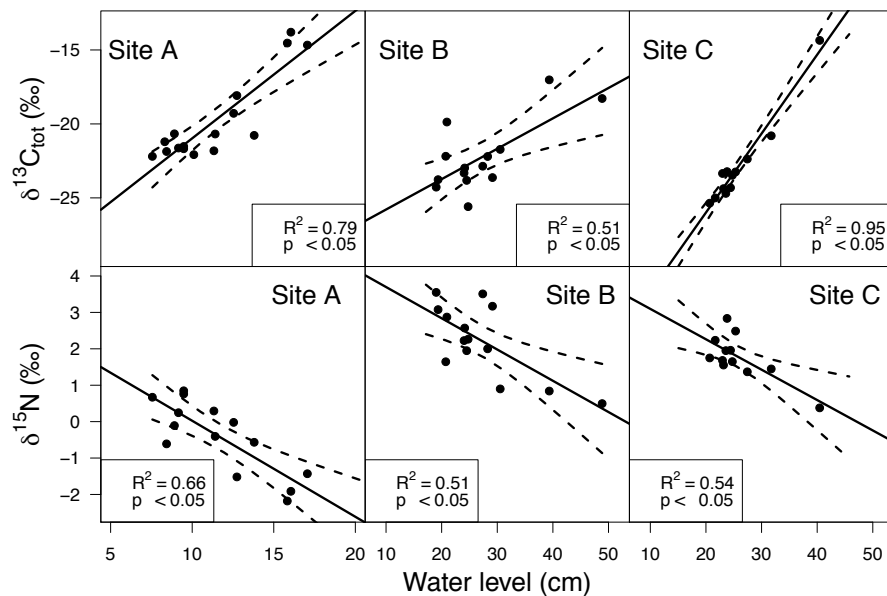 δ¹³C_tot (‰)
−15
−20
−25
Site A
R² = 0.79
p < 0.05
Site B
R² = 0.51
p < 0.05
Site C
R² = 0.95
p < 0.05
δ¹⁵N (‰)
4
3
2
1
0
−1
−2
Site A
R² = 0.66
p < 0.05
Site B
R² = 0.51
p < 0.05
Site C
R² = 0.54
p < 0.05
5 10 15 20
10 20 30 40 50
10 20 30 40 50
Water level (cm)